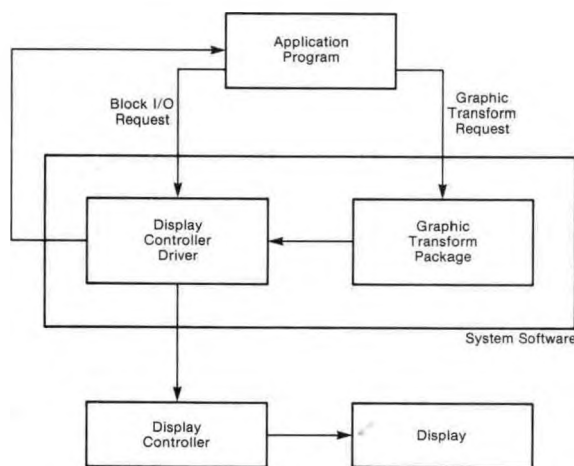 Application
Program
Block I/O
Request
Graphic
Transform
Request
Display
Controller
Driver
Graphic
Transform
Package
System Software
Display
Controller
Display